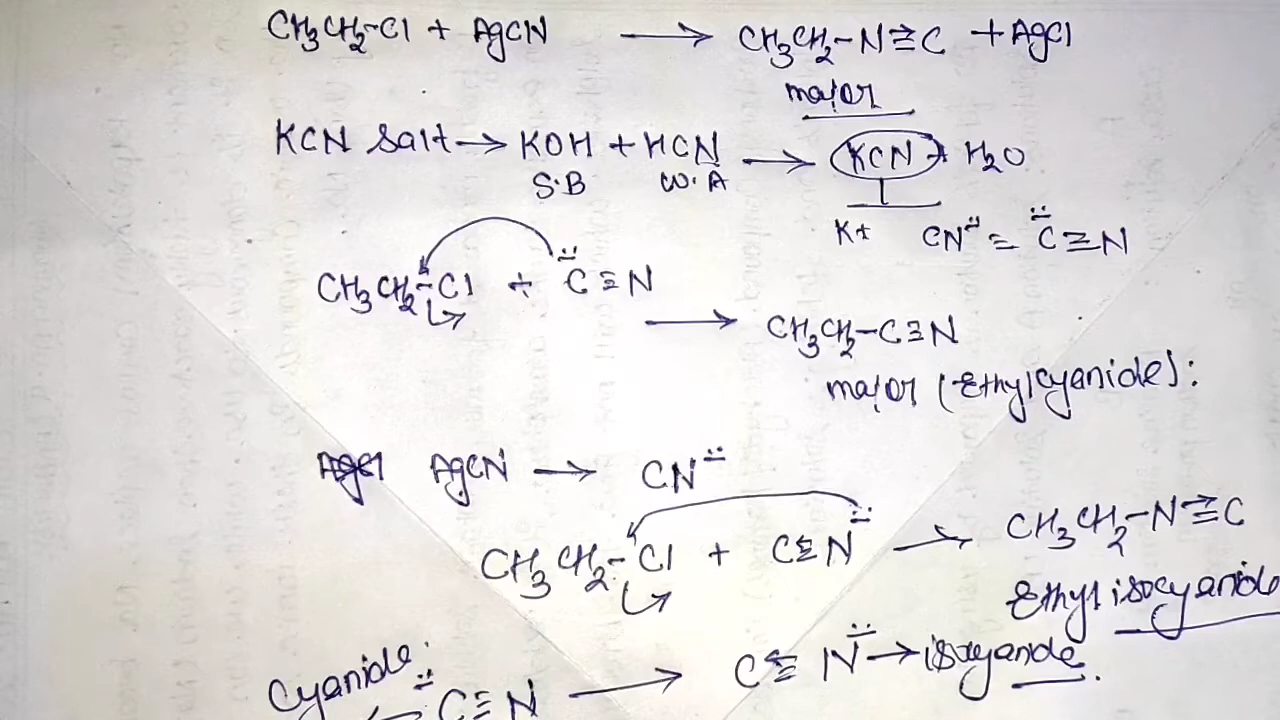 CH₃CH₂-Cl + AgCN → CH₃CH₂-N≡C + AgCl
major
KCN Salt → KOH + HCN → KCN + H₂O
S.B W.A
K+ CN⁻̈ = :⁻C≡N
CH₃CH₂-Cl + :⁻C≡N
→ CH₃CH₂-C≡N
major (Ethylcyanide):
AgCN → CN:⁻
CH₃CH₂-Cl + C≡N:⁻ → CH₃CH₂-N≡C
Ethyl isocyanide
Cyanide:
:⁻C≡N → C≡N:⁻ → isocyanide.